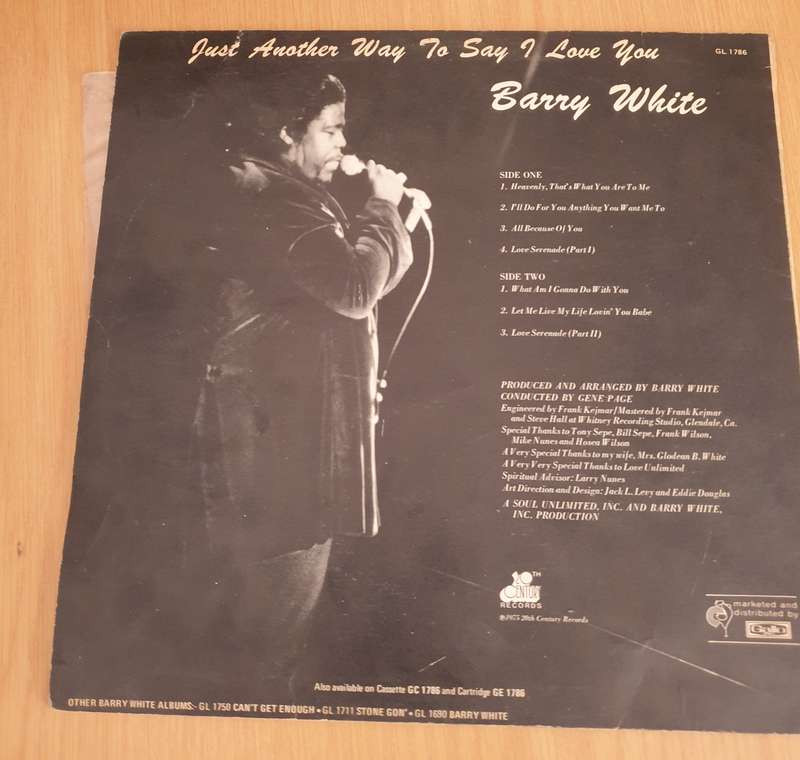 Just Another Way To Say I Love You
GL 1786
Barry White
SIDE ONE
1. Heavenly, That's What You Are To Me
2. I'll Do For You Anything You Want Me To
3. All Because Of You
4. Love Serenade (Part I)
SIDE TWO
1. What Am I Gonna Do With You
2. Let Me Live My Life Lovin' You Babe
3. Love Serenade (Part II)
PRODUCED AND ARRANGED BY BARRY WHITE
CONDUCTED BY GENE PAGE
Engineered by Frank Kejmar/Mastered by Frank Kejmar
and Steve Hall at Whitney Recording Studio, Glendale, Ca.
Special Thanks to Tony Sepe, Bill Sepe, Frank Wilson,
Mike Nunes and Hosea Wilson
A Very Special Thanks to my wife, Mrs. Glodean B. White
A Very Very Special Thanks to Love Unlimited
Spiritual Advisor: Larry Nunes
Art Direction and Design: Jack L. Levy and Eddie Douglas
A SOUL UNLIMITED, INC. AND BARRY WHITE,
INC. PRODUCTION
20TH
CENTURY
RECORDS
℗1975 20th Century Records
marketed and
distributed by
Gallo
Also available on Cassette GC 1786 and Cartridge GE 1786
OTHER BARRY WHITE ALBUMS:- GL 1750 CAN'T GET ENOUGH • GL 1711 STONE GON' • GL 1690 BARRY WHITE